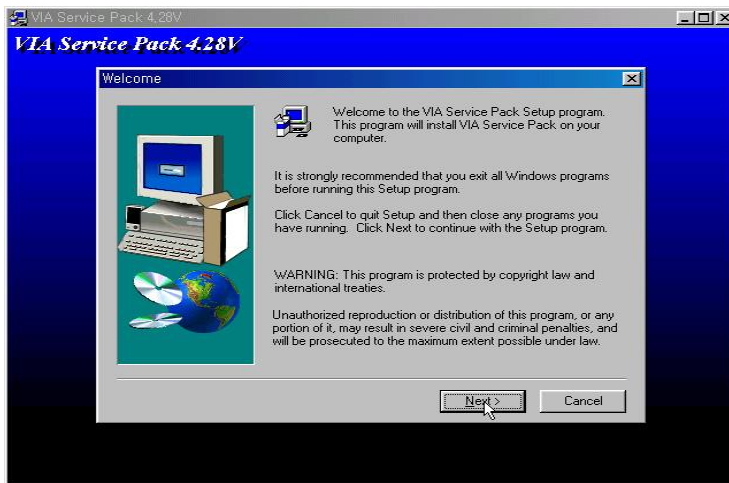 VIA Service Pack 4,28V
VIA Service Pack 4.28V
Welcome
Welcome to the VIA Service Pack Setup program.
This program will install VIA Service Pack on your
computer.
It is strongly recommended that you exit all Windows programs
before running this Setup program.
Click Cancel to quit Setup and then close any programs you
have running. Click Next to continue with the Setup program.
WARNING: This program is protected by copyright law and
international treaties.
Unauthorized reproduction or distribution of this program, or any
portion of it, may result in severe civil and criminal penalties, and
will be prosecuted to the maximum extent possible under law.
Next >
Cancel